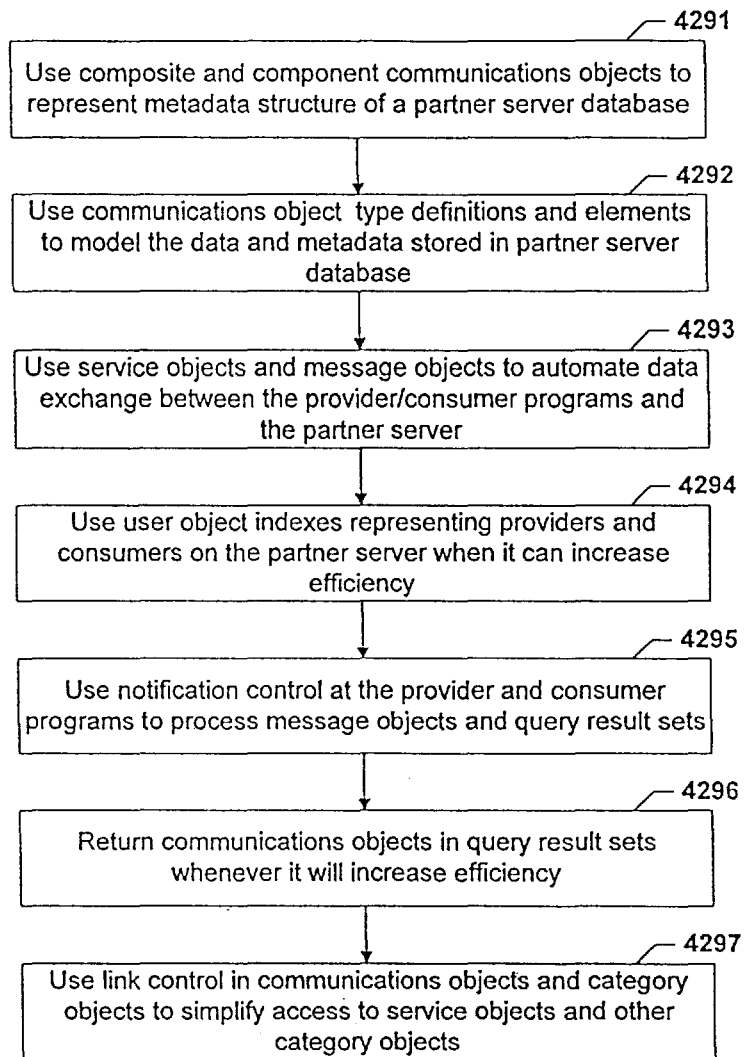 4291
Use composite and component communications objects to
represent metadata structure of a partner server database
4292
Use communications object type definitions and elements
to model the data and metadata stored in partner server
database
4293
Use service objects and message objects to automate data
exchange between the provider/consumer programs and
the partner server
4294
Use user object indexes representing providers and
consumers on the partner server when it can increase
efficiency
4295
Use notification control at the provider and consumer
programs to process message objects and query result sets
4296
Return communications objects in query result sets
whenever it will increase efficiency
4297
Use link control in communications objects and category
objects to simplify access to service objects and other
category objects